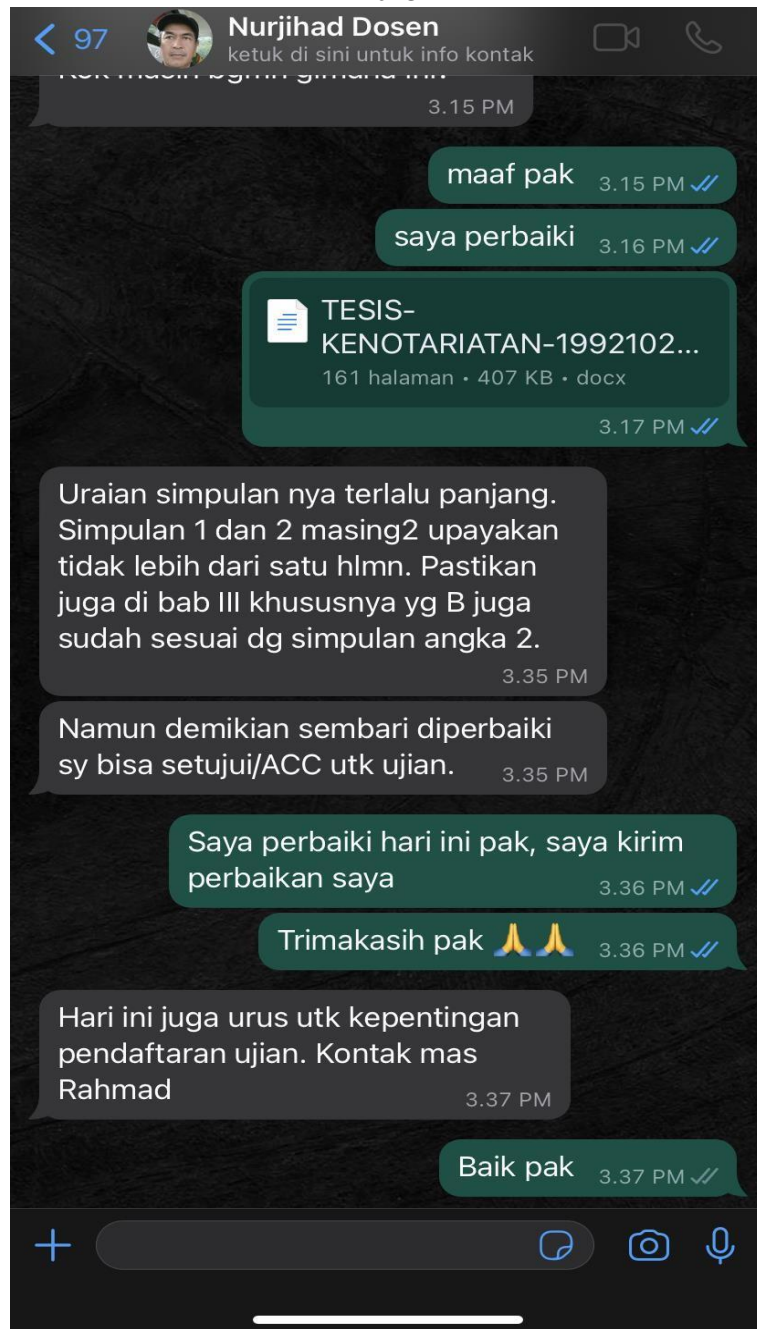 97
Nurjihad Dosen
ketuk di sini untuk info kontak
3.15 PM
maaf pak 3.15 PM
saya perbaiki 3.16 PM
TESIS-
KENOTARIATAN-1992102...
161 halaman • 407 KB • docx
3.17 PM
Uraian simpulan nya terlalu panjang.
Simpulan 1 dan 2 masing2 upayakan
tidak lebih dari satu hlmn. Pastikan
juga di bab III khususnya yg B juga
sudah sesuai dg simpulan angka 2.
3.35 PM
Namun demikian sembari diperbaiki
sy bisa setujui/ACC utk ujian. 3.35 PM
Saya perbaiki hari ini pak, saya kirim
perbaikan saya 3.36 PM
Trimakasih pak 🙏🙏 3.36 PM
Hari ini juga urus utk kepentingan
pendaftaran ujian. Kontak mas
Rahmad 3.37 PM
Baik pak 3.37 PM